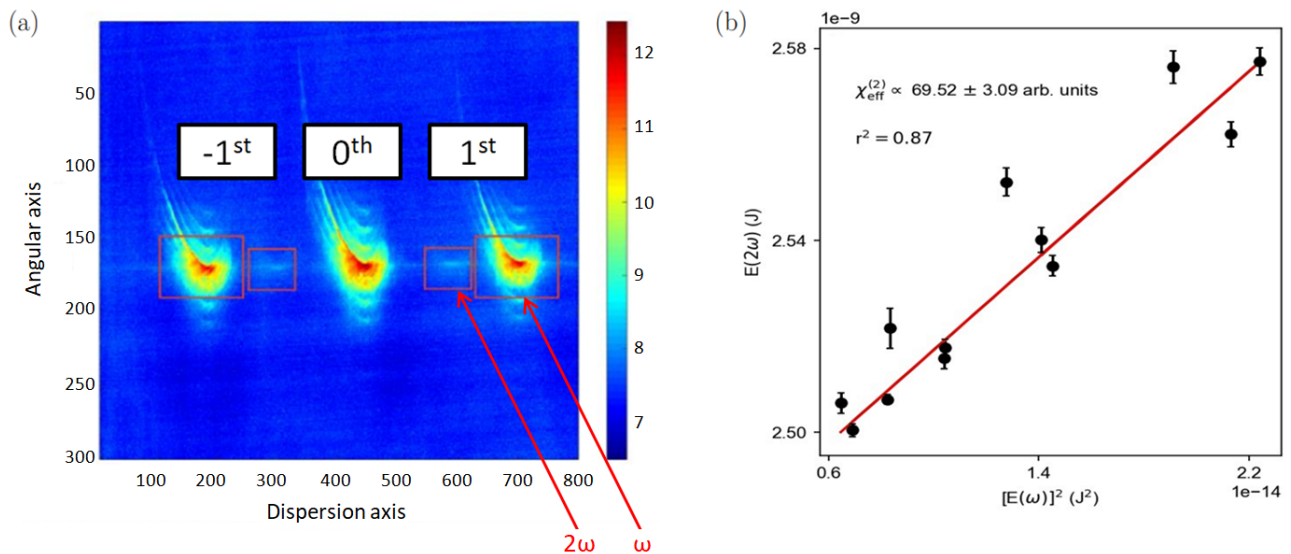 (a)
-1st
0th
1st
50
100
150
200
250
300
Angular axis
100 200 300 400 500 600 700 800
Dispersion axis
12
11
10
9
8
7
2ω ω
(b)
1e−9
2.58
2.54
2.50
E(2ω) (J)
χ(2)eff ∝ 69.52 ± 3.09 arb. units
r² = 0.87
0.6 1.4 2.2
1e−14
[E(ω)]² (J²)